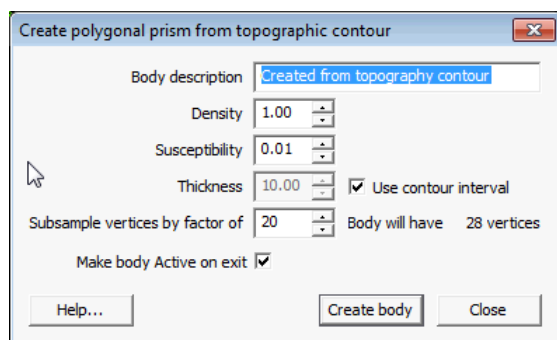 Create polygonal prism from topographic contour
Body description Created from topography contour
Density 1.00
Susceptibility 0.01
Thickness 10.00 Use contour interval
Subsample vertices by factor of 20 Body will have 28 vertices
Make body Active on exit
Help... Create body Close